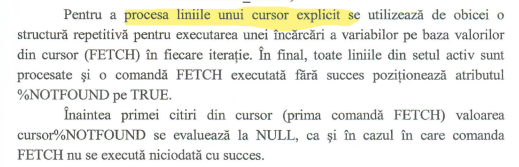 Pentru a procesa liniile unui cursor explicit se utilizează de obicei o
structură repetitivă pentru executarea unei încărcări a variabilor pe baza valorilor
din cursor (FETCH) în fiecare iterație. În final, toate liniile din setul activ sunt
procesate și o comandă FETCH executată fără succes poziționează atributul
%NOTFOUND pe TRUE.
Înaintea primei citiri din cursor (prima comandă FETCH) valoarea
cursor%NOTFOUND se evaluează la NULL, ca și în cazul în care comanda
FETCH nu se execută niciodată cu succes.